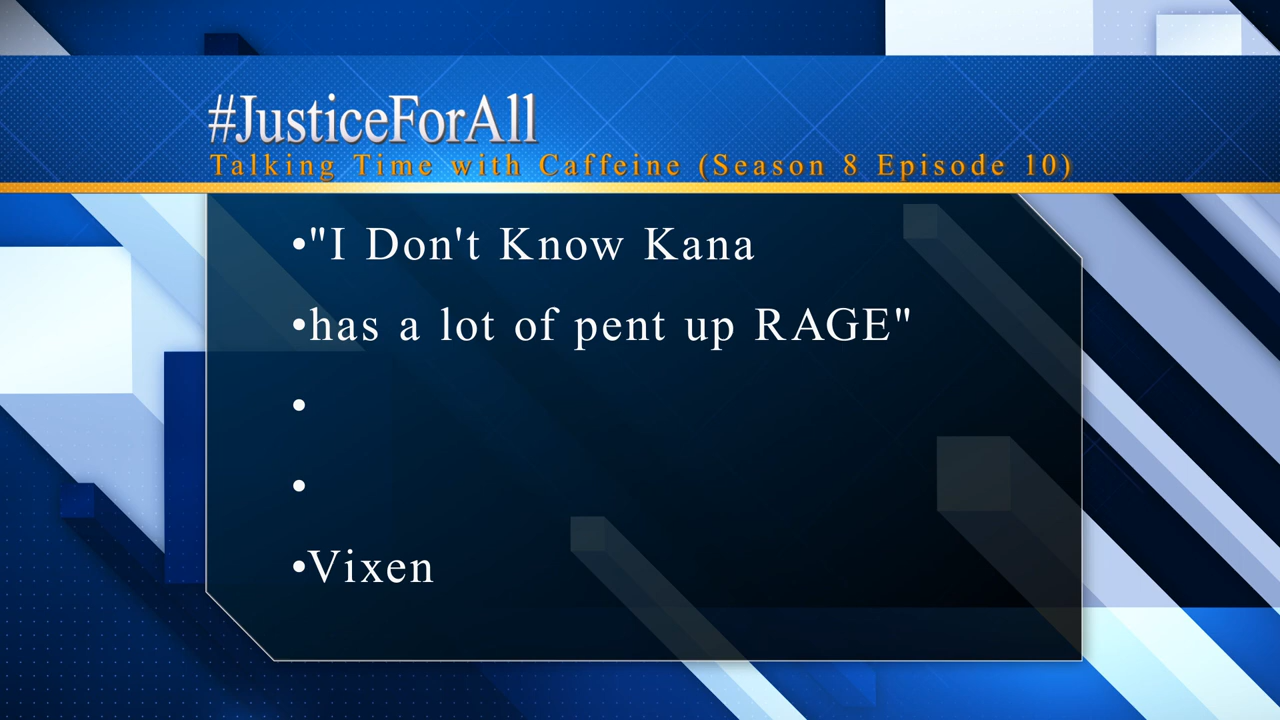 #JusticeForAll
Talking Time with Caffeine (Season 8 Episode 10)
•"I Don't Know Kana
•has a lot of pent up RAGE"
•
•
•Vixen